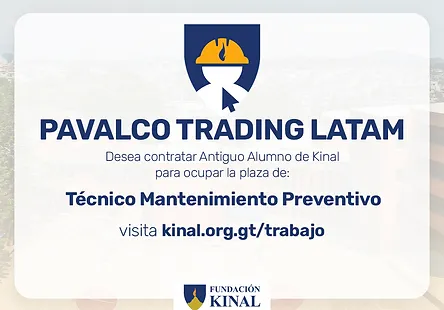 PAVALCO TRADING LATAM
Desea contratar Antiguo Alumno de Kinal
para ocupar la plaza de:
Técnico Mantenimiento Preventivo
visita kinal.org.gt/trabajo
FUNDACIÓN
KINAL